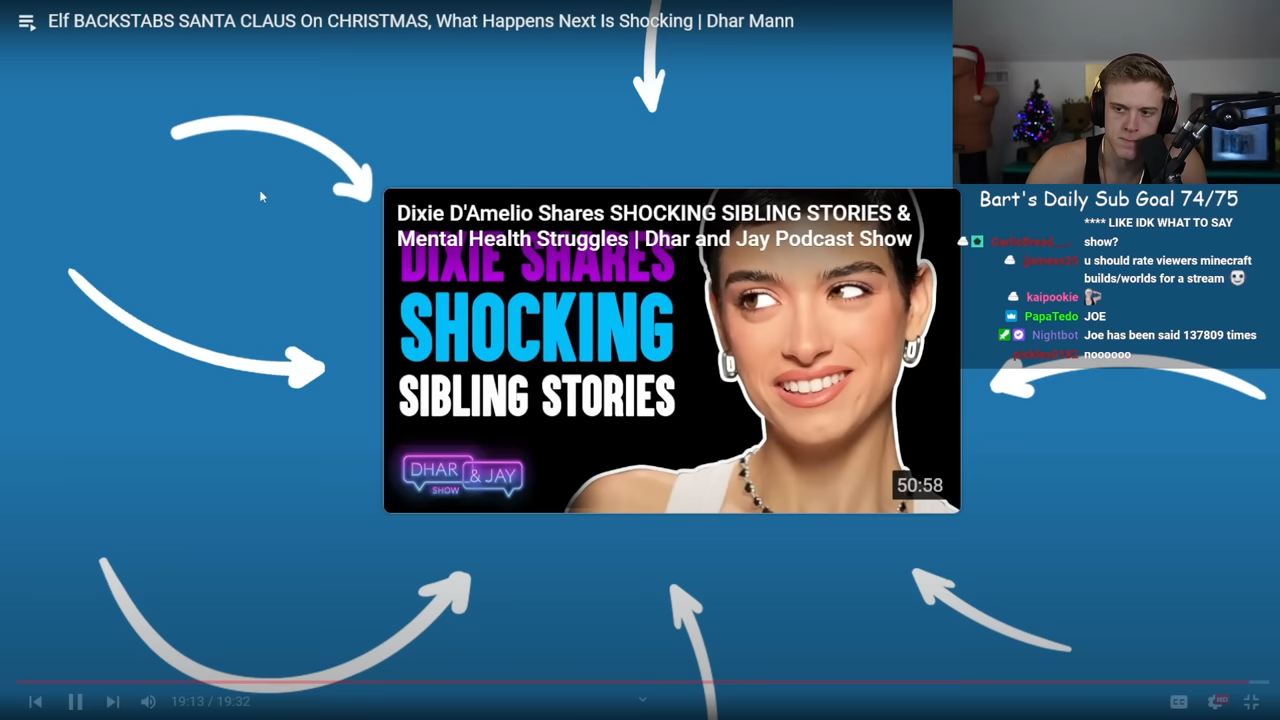 Elf BACKSTABS SANTA CLAUS On CHRISTMAS, What Happens Next Is Shocking | Dhar Mann
Dixie D'Amelio Shares SHOCKING SIBLING STORIES &
Mental Health Struggles | Dhar and Jay Podcast Show
DIXIE SHARES
SHOCKING
SIBLING STORIES
DHAR & JAY
SHOW
50:58
Bart's Daily Sub Goal 74/75
**** LIKE IDK WHAT TO SAY
show?
u should rate viewers minecraft
builds/worlds for a stream
kaipookie
PapaTedo JOE
Nightbot Joe has been said 137809 times
noooooo
19:13 / 19:32
CC
HD